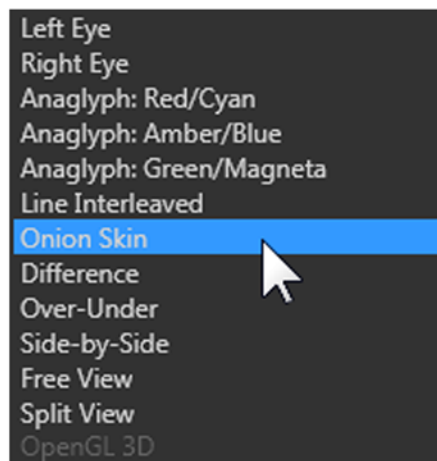 Left Eye
Right Eye
Anaglyph: Red/Cyan
Anaglyph: Amber/Blue
Anaglyph: Green/Magneta
Line Interleaved
Onion Skin
Difference
Over-Under
Side-by-Side
Free View
Split View
OpenGL 3D